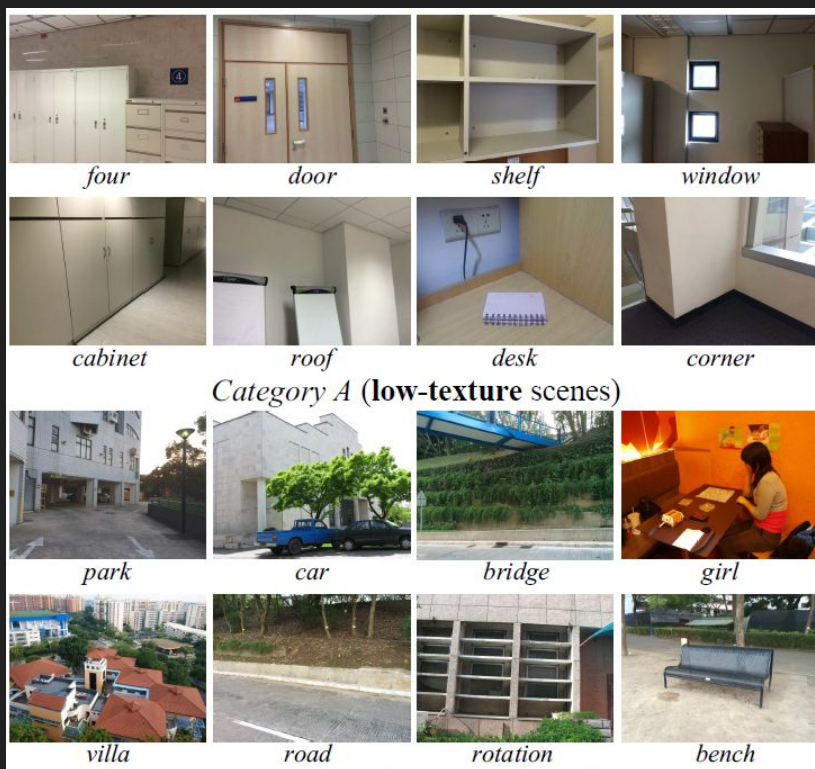 4
four door shelf window
cabinet roof desk corner
Category A (low-texture scenes)
park car bridge girl
villa road rotation bench